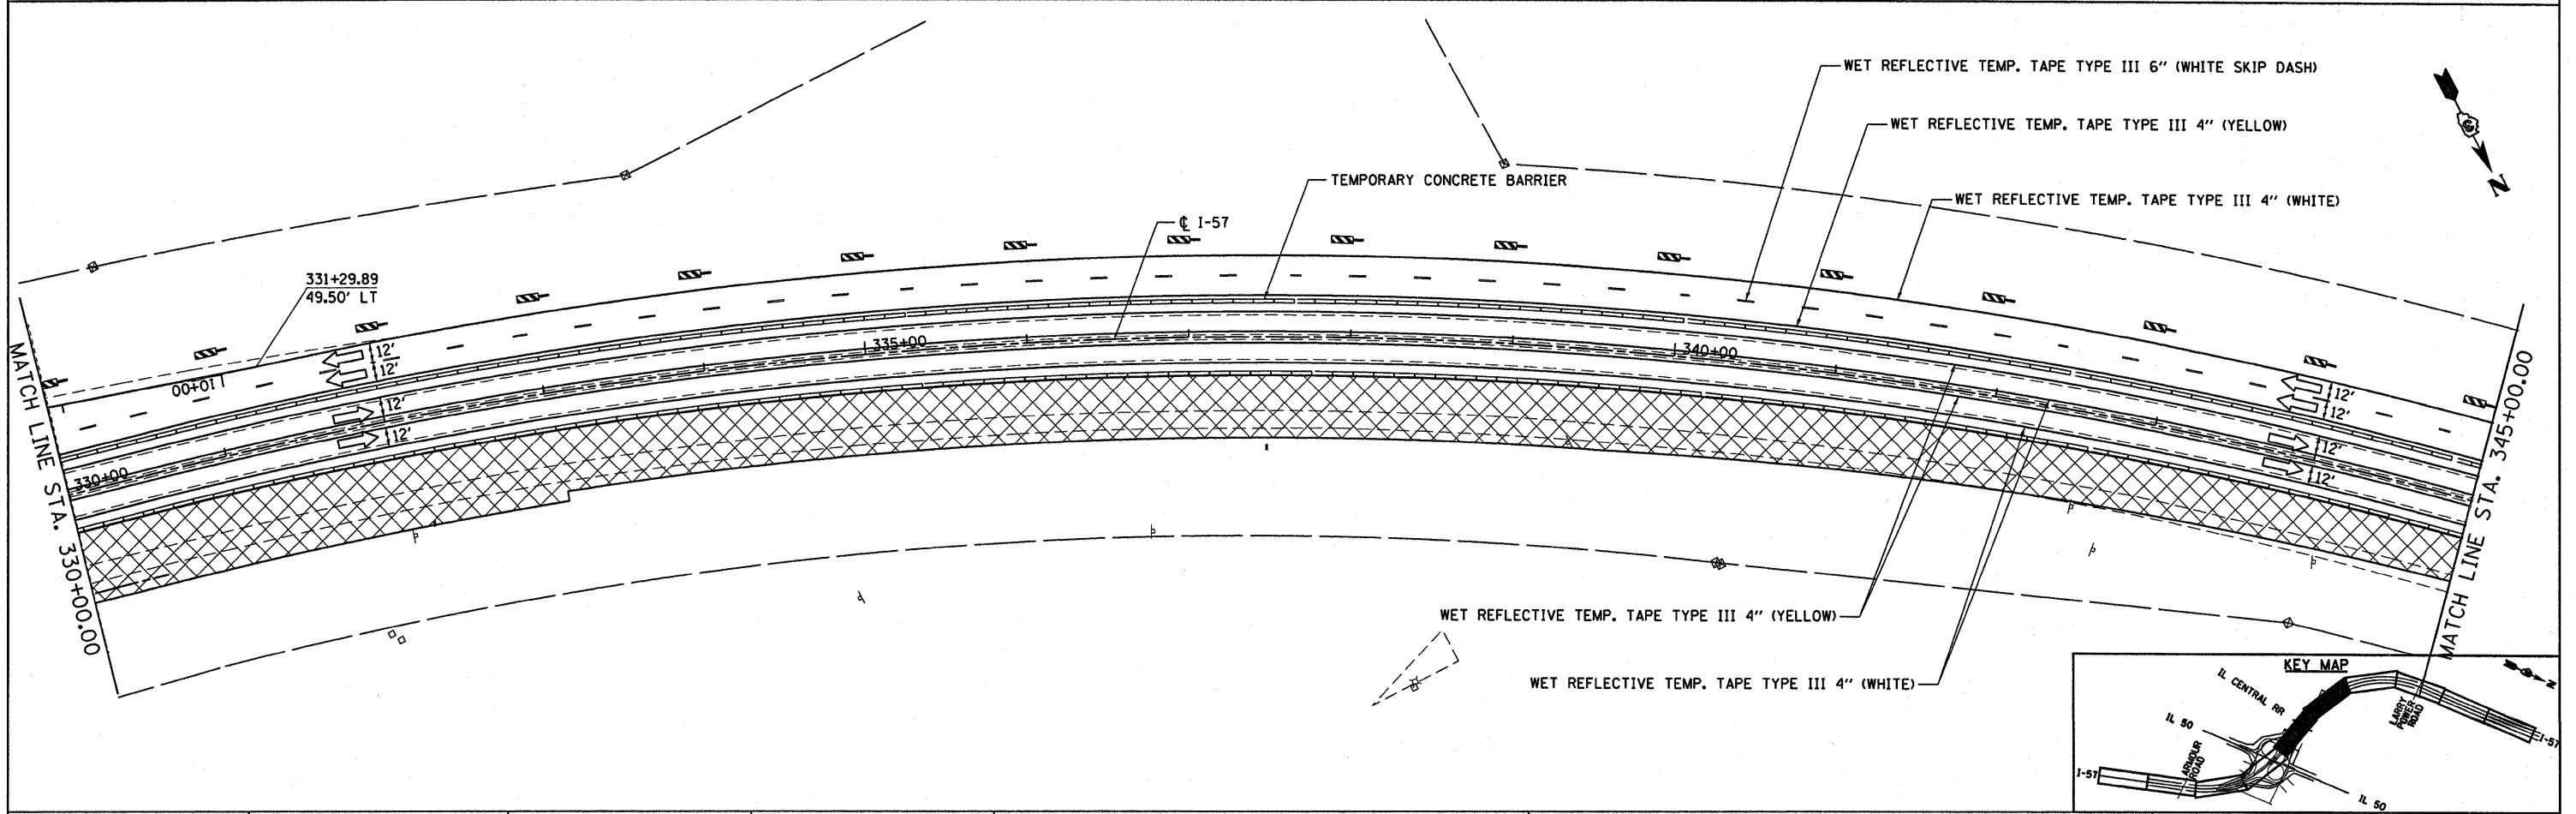 WET REFLECTIVE TEMP. TAPE TYPE III 6" (WHITE SKIP DASH)
WET REFLECTIVE TEMP. TAPE TYPE III 4" (YELLOW)
WET REFLECTIVE TEMP. TAPE TYPE III 4" (WHITE)
TEMPORARY CONCRETE BARRIER
℄ I-57
N
331+29.89
49.50' LT
12'
12'
12'
12'
110+00
335+00
340+00
330+00
12'
12'
12'
12'
MATCH LINE STA. 330+00.00
MATCH LINE STA. 345+00.00
WET REFLECTIVE TEMP. TAPE TYPE III 4" (YELLOW)
WET REFLECTIVE TEMP. TAPE TYPE III 4" (WHITE)
KEY MAP
N
IL CENTRAL RR
IL 50
LARRY
POWER
ROAD
I-57
ARMOUR
ROAD
I-57
IL 50